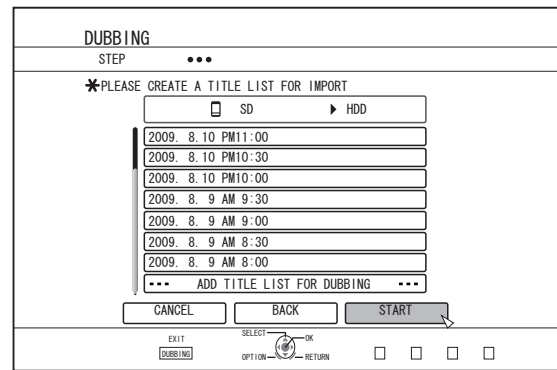 DUBBING
STEP •••
*PLEASE CREATE A TITLE LIST FOR IMPORT
SD ▶ HDD
2009. 8.10 PM11:00
2009. 8.10 PM10:30
2009. 8.10 PM10:00
2009. 8. 9 AM 9:30
2009. 8. 9 AM 9:00
2009. 8. 9 AM 8:30
2009. 8. 9 AM 8:00
--- ADD TITLE LIST FOR DUBBING ---
CANCEL BACK START
EXIT
DUBBING
SELECT OK
OPTION RETURN